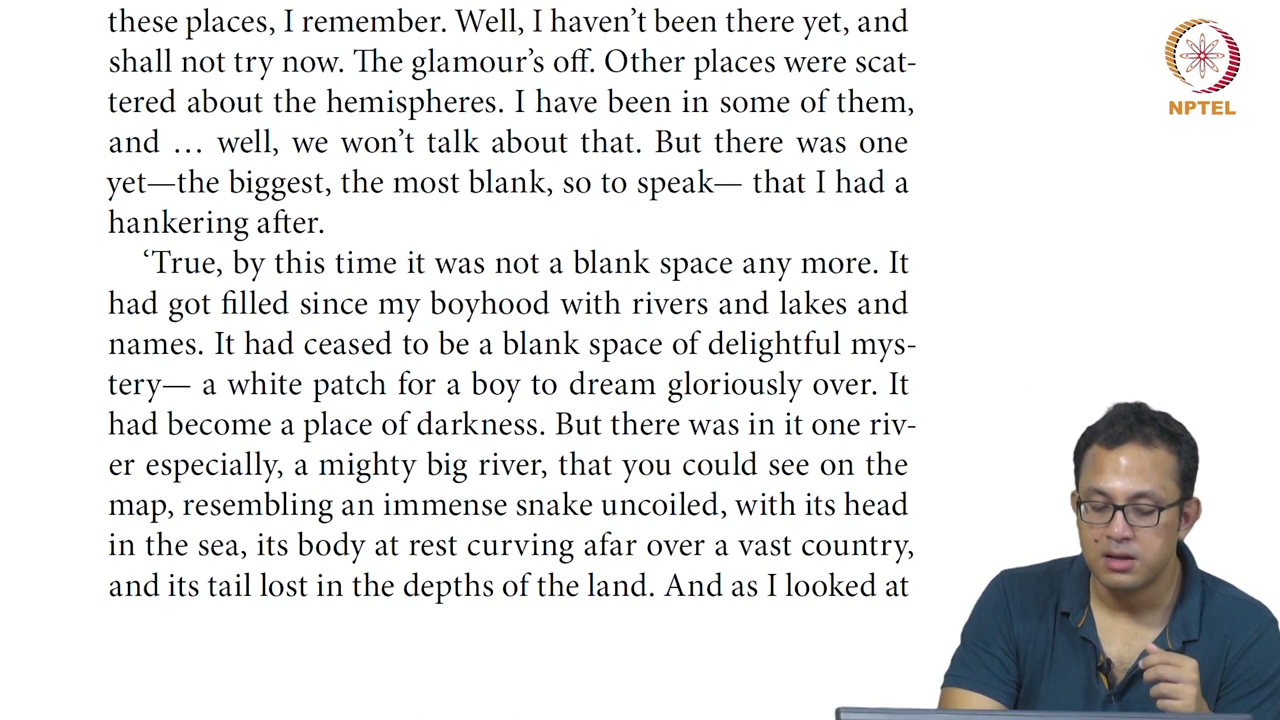 these places, I remember. Well, I haven’t been there yet, and
shall not try now. The glamour’s off. Other places were scat-
tered about the hemispheres. I have been in some of them,
and … well, we won’t talk about that. But there was one
yet—the biggest, the most blank, so to speak— that I had a
hankering after.
‘True, by this time it was not a blank space any more. It
had got filled since my boyhood with rivers and lakes and
names. It had ceased to be a blank space of delightful mys-
tery— a white patch for a boy to dream gloriously over. It
had become a place of darkness. But there was in it one riv-
er especially, a mighty big river, that you could see on the
map, resembling an immense snake uncoiled, with its head
in the sea, its body at rest curving afar over a vast country,
and its tail lost in the depths of the land. And as I looked at
NPTEL